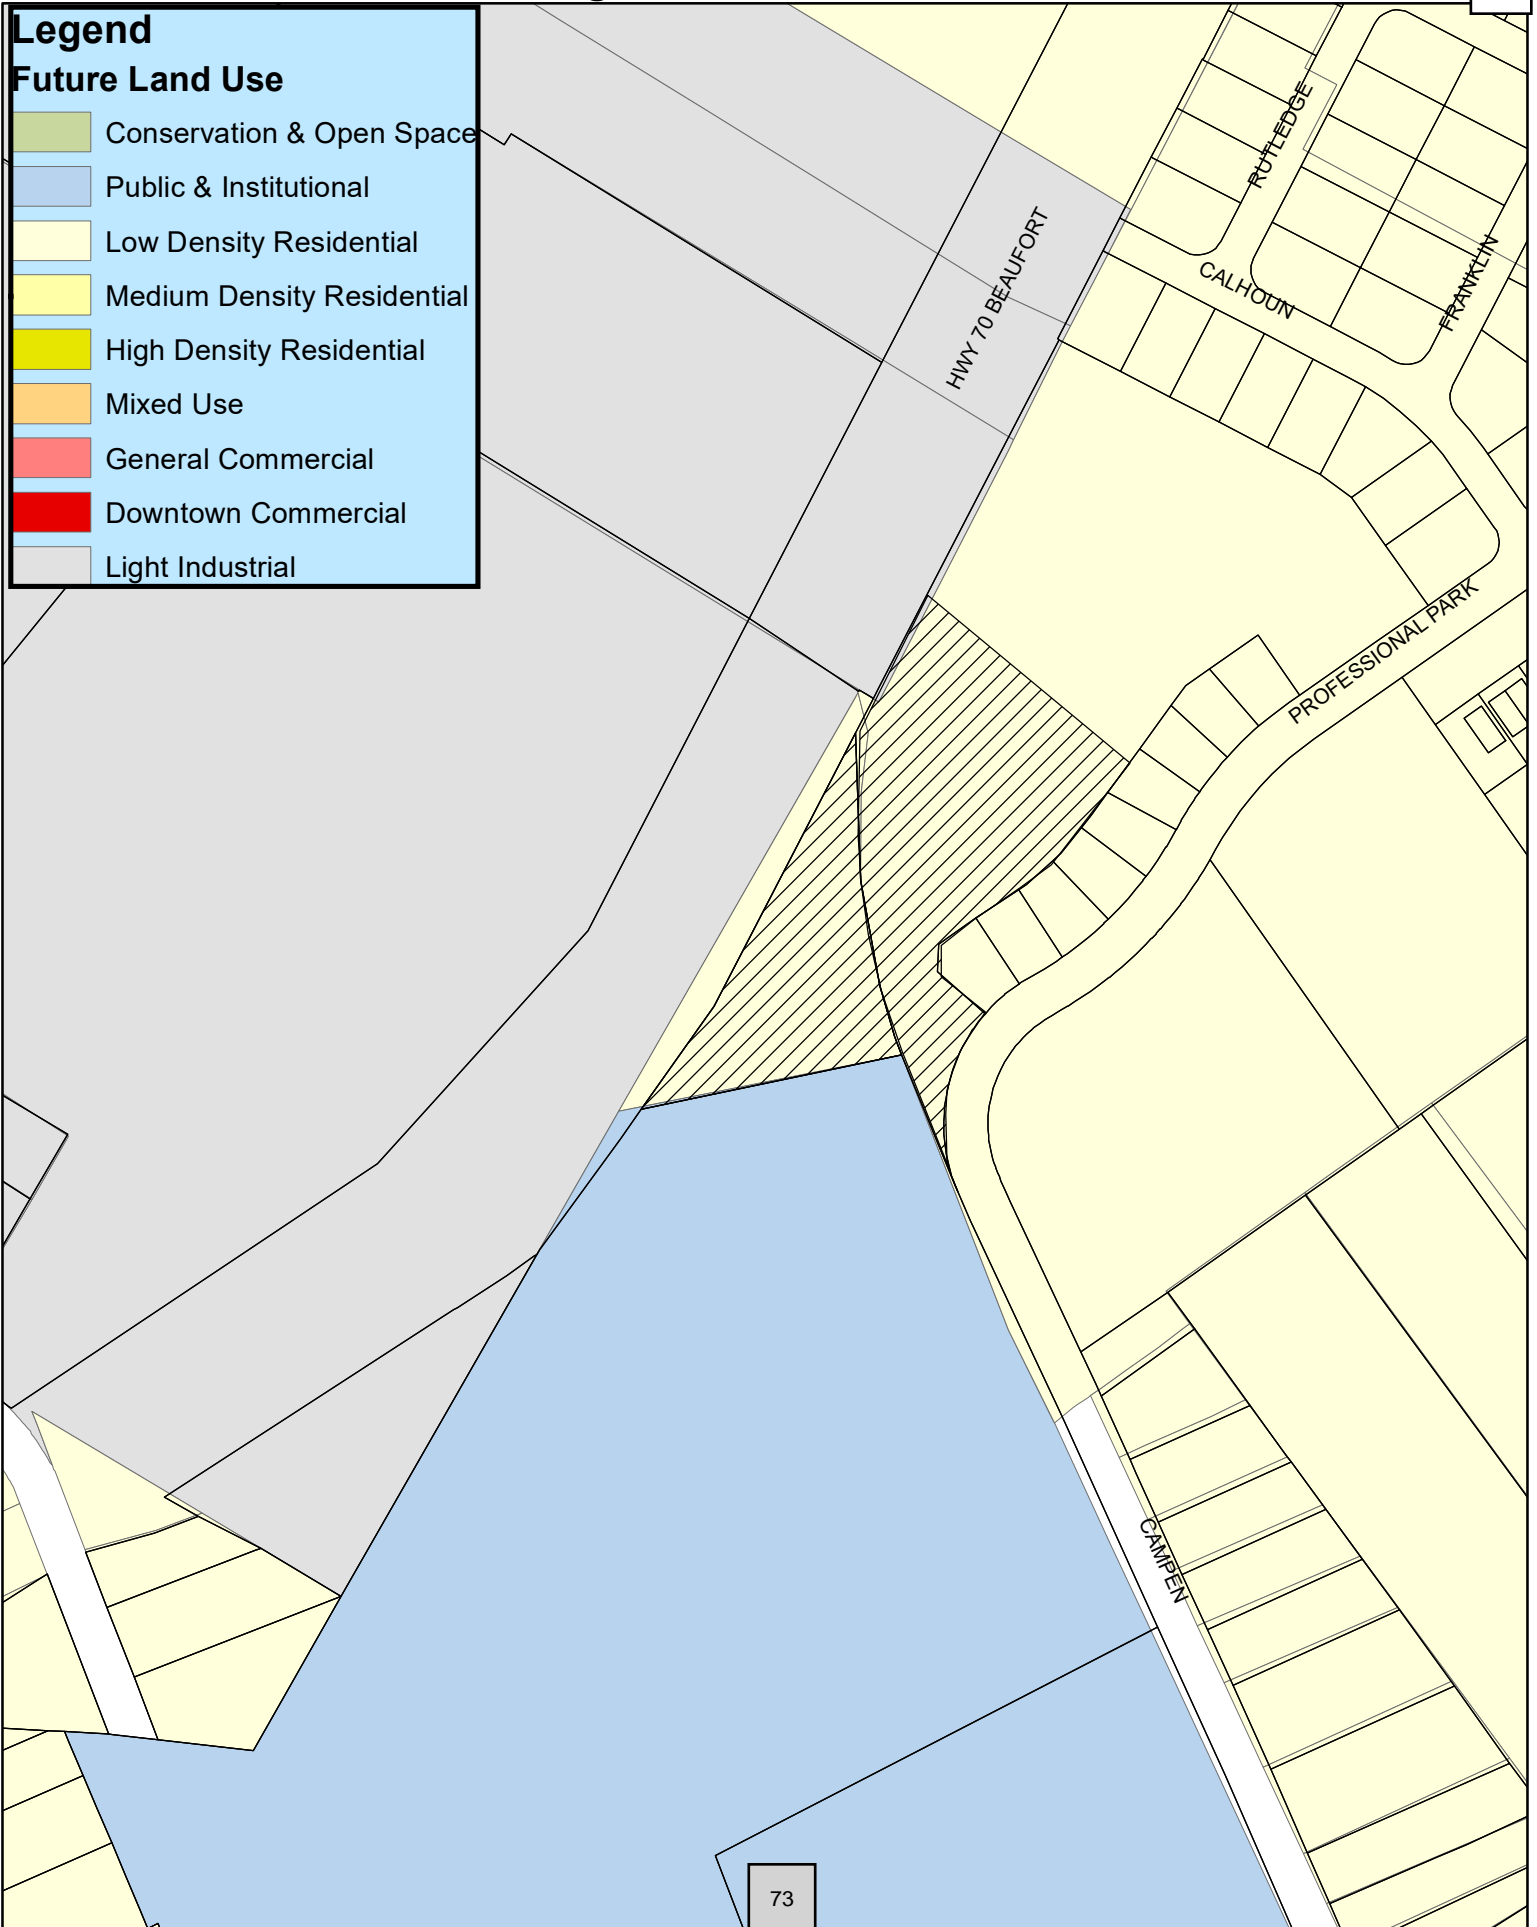 Legend
Future Land Use
Conservation & Open Space
Public & Institutional
Low Density Residential
Medium Density Residential
High Density Residential
Mixed Use
General Commercial
Downtown Commercial
Light Industrial
RUTLEDGE
HWY 70 BEAUFORT
CALHOUN
FRANKLIN
PROFESSIONAL PARK
CAMPEN
73